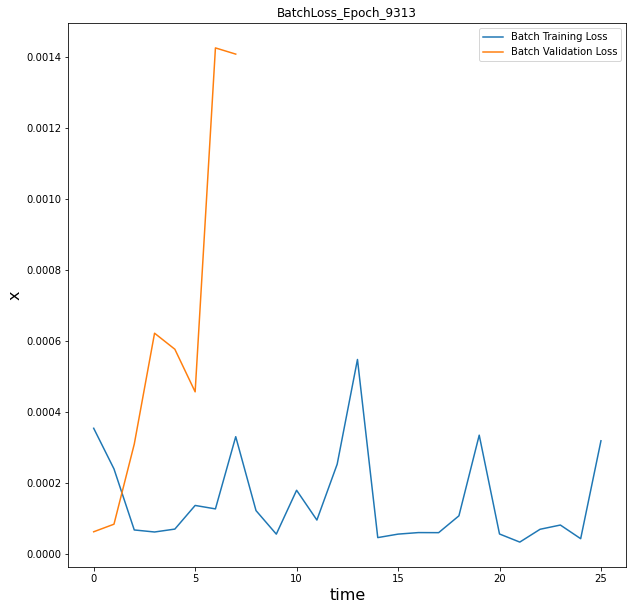 BatchLoss_Epoch_9313
Batch Training Loss
Batch Validation Loss
0.0014
0.0012
0.0010
0.0008
0.0006
0.0004
0.0002
0.0000
x
0 5 10 15 20 25
time